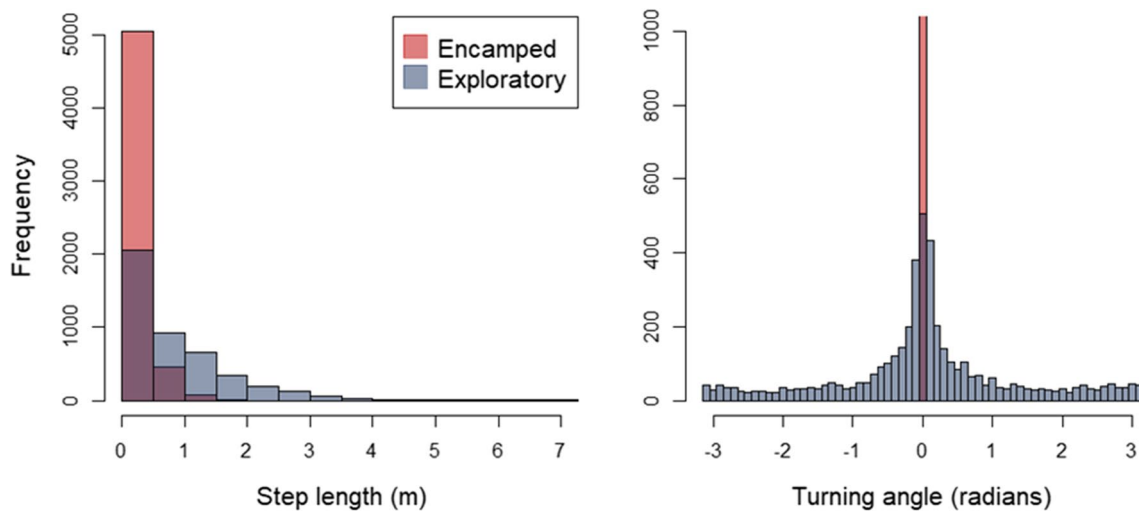 Frequency
5000
4000
3000
2000
1000
0
Encamped
Exploratory
0 1 2 3 4 5 6 7
Step length (m)
1000
800
600
400
200
0
-3 -2 -1 0 1 2 3
Turning angle (radians)